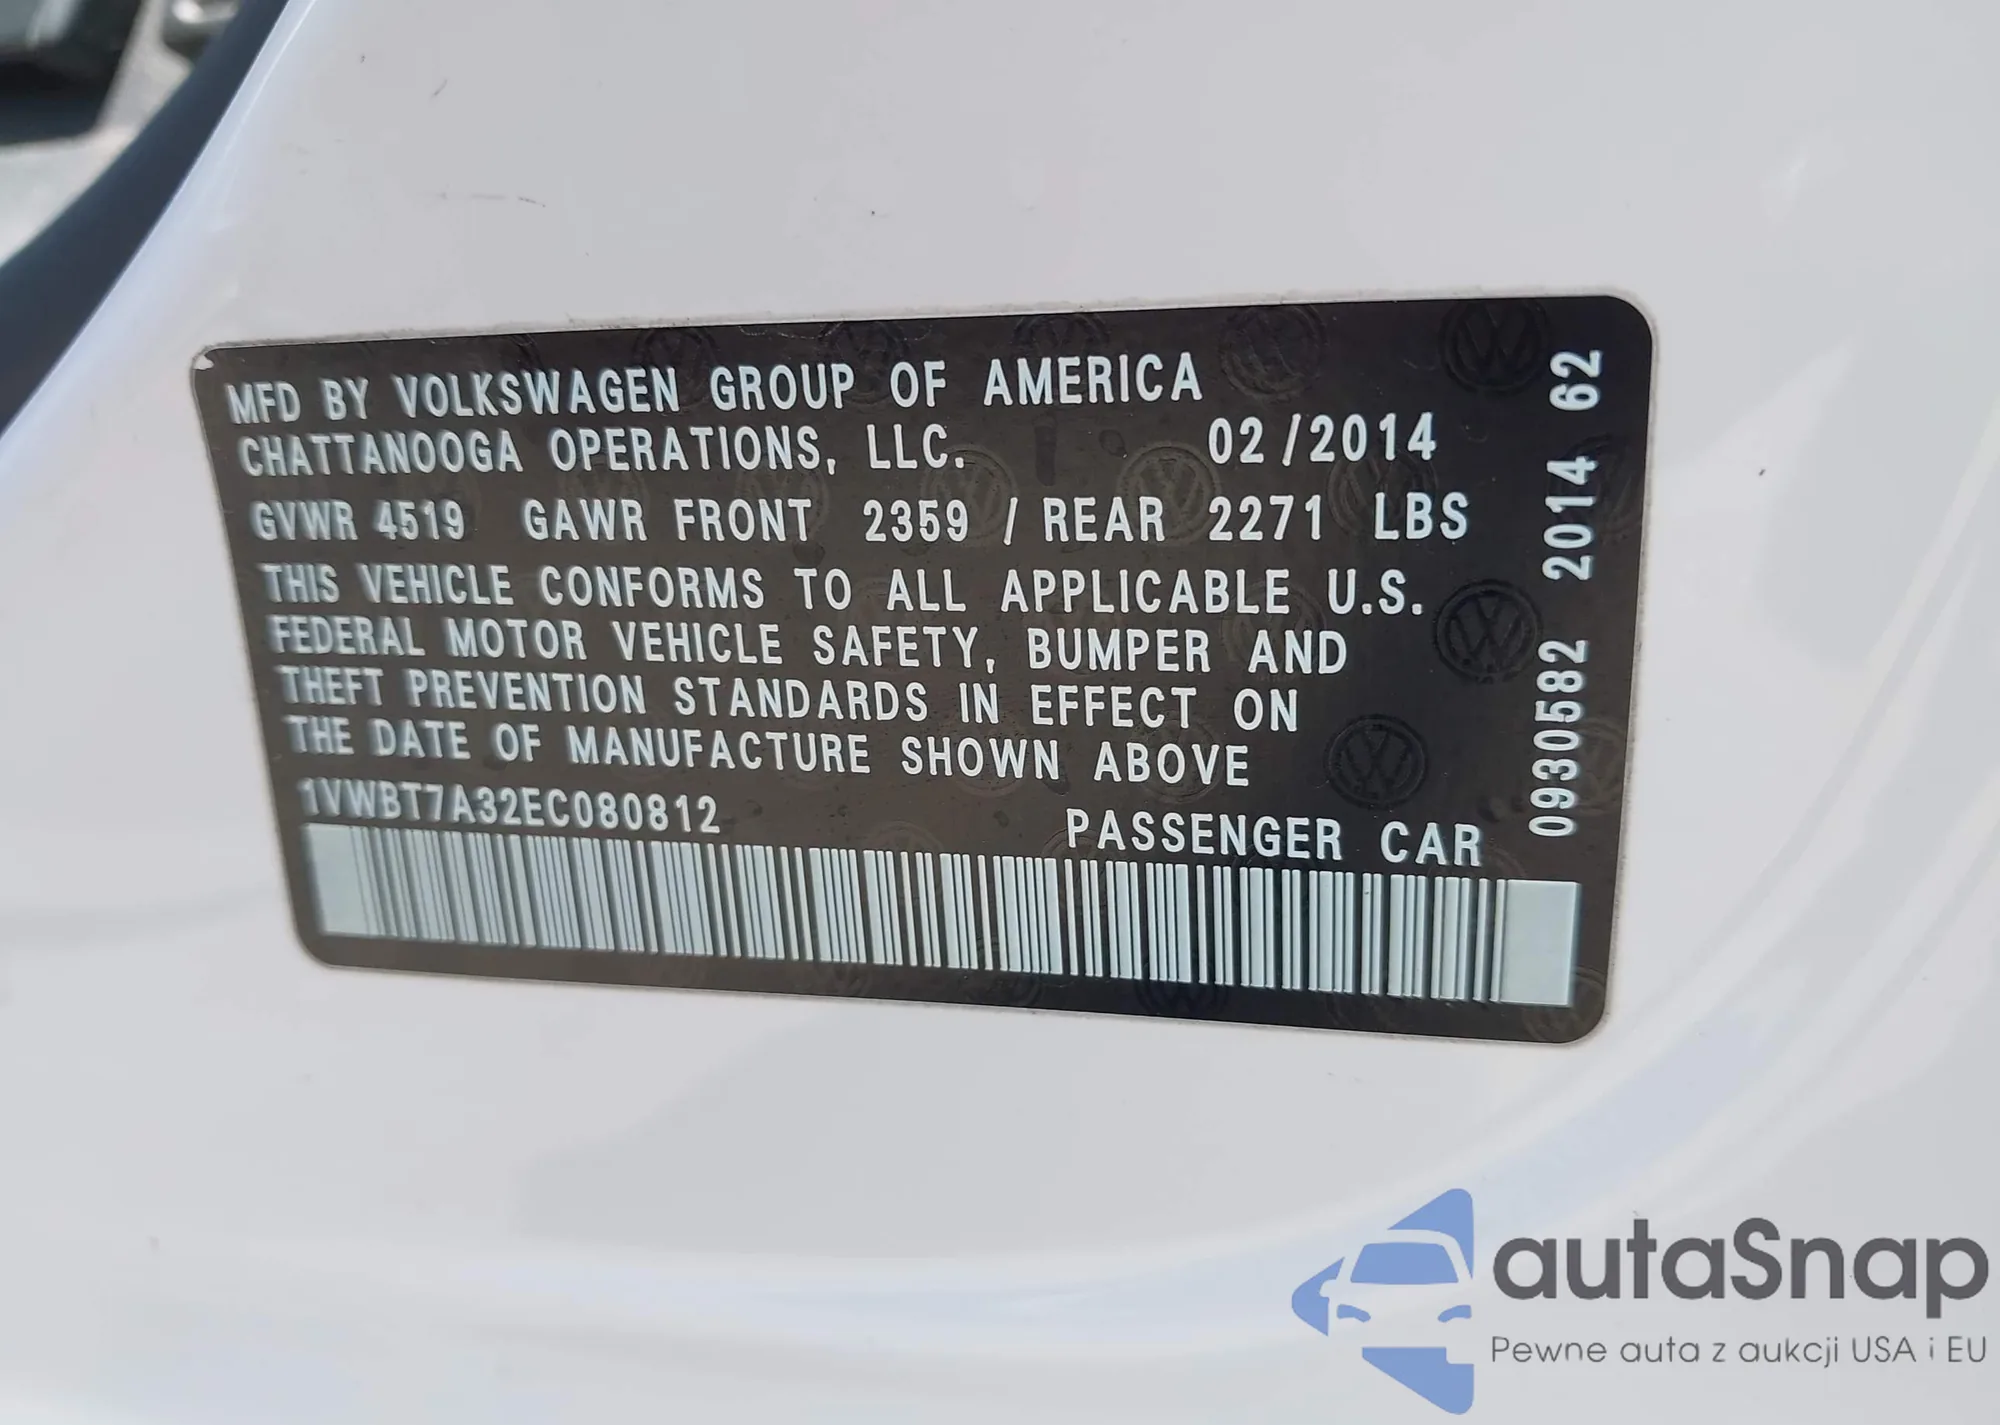 MFD BY VOLKSWAGEN GROUP OF AMERICA
CHATTANOOGA OPERATIONS, LLC. 02/2014
GVWR 4519 GAWR FRONT 2359 / REAR 2271 LBS
THIS VEHICLE CONFORMS TO ALL APPLICABLE U.S.
FEDERAL MOTOR VEHICLE SAFETY, BUMPER AND
THEFT PREVENTION STANDARDS IN EFFECT ON
THE DATE OF MANUFACTURE SHOWN ABOVE
1VWBT7A32EC080812
PASSENGER CAR
0930582 2014 62
autaSnap
Pewne auta z aukcji USA i EU